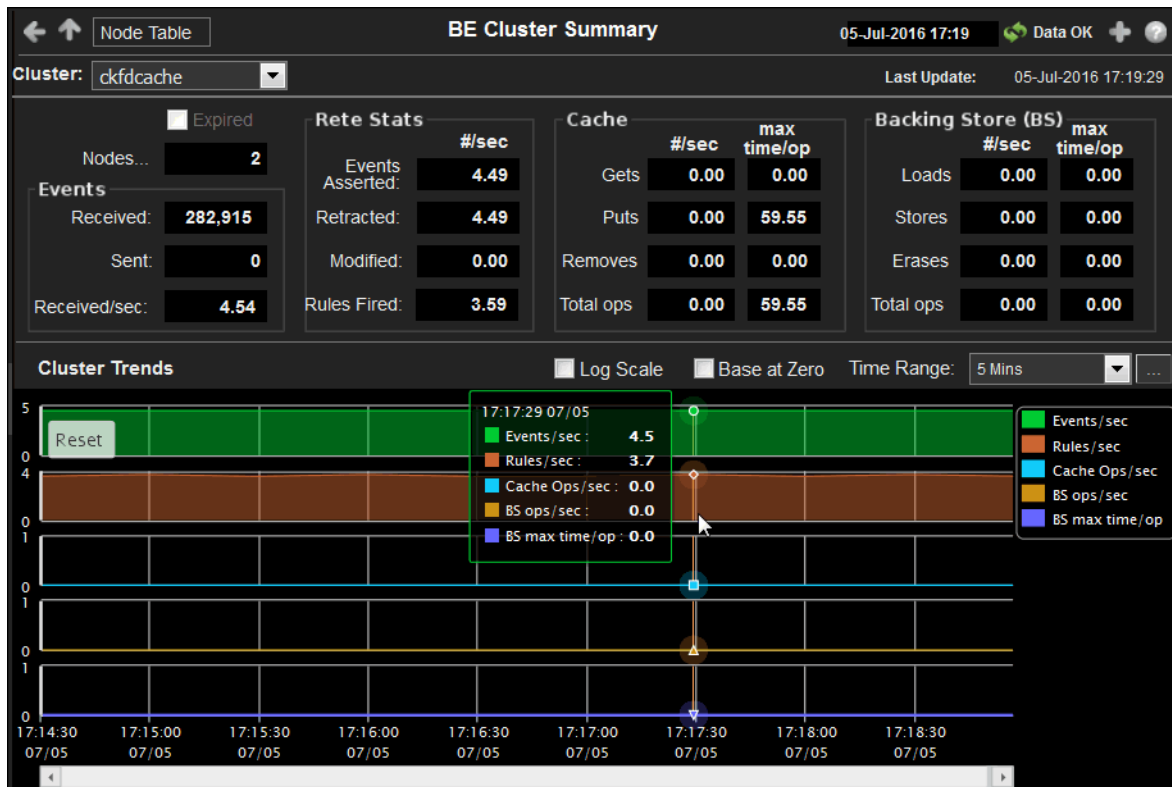 Node Table BE Cluster Summary 05-Jul-2016 17:19 Data OK ?
Cluster: ckfdcache Last Update: 05-Jul-2016 17:19:29
Expired
Nodes... 2
Events
Received: 282,915
Sent: 0
Received/sec: 4.54
Rete Stats
#/sec
Events Asserted: 4.49
Retracted: 4.49
Modified: 0.00
Rules Fired: 3.59
Cache
#/sec max time/op
Gets 0.00 0.00
Puts 0.00 59.55
Removes 0.00 0.00
Total ops 0.00 59.55
Backing Store (BS)
#/sec max time/op
Loads 0.00 0.00
Stores 0.00 0.00
Erases 0.00 0.00
Total ops 0.00 0.00
Cluster Trends Log Scale Base at Zero Time Range: 5 Mins ...
Reset
5
0
4
0
1
0
1
0
1
0
17:17:29 07/05
Events/sec : 4.5
Rules/sec : 3.7
Cache Ops/sec : 0.0
BS ops/sec : 0.0
BS max time/op : 0.0
Events/sec
Rules/sec
Cache Ops/sec
BS ops/sec
BS max time/op
17:14:30 17:15:00 17:15:30 17:16:00 17:16:30 17:17:00 17:17:30 17:18:00 17:18:30
07/05 07/05 07/05 07/05 07/05 07/05 07/05 07/05 07/05